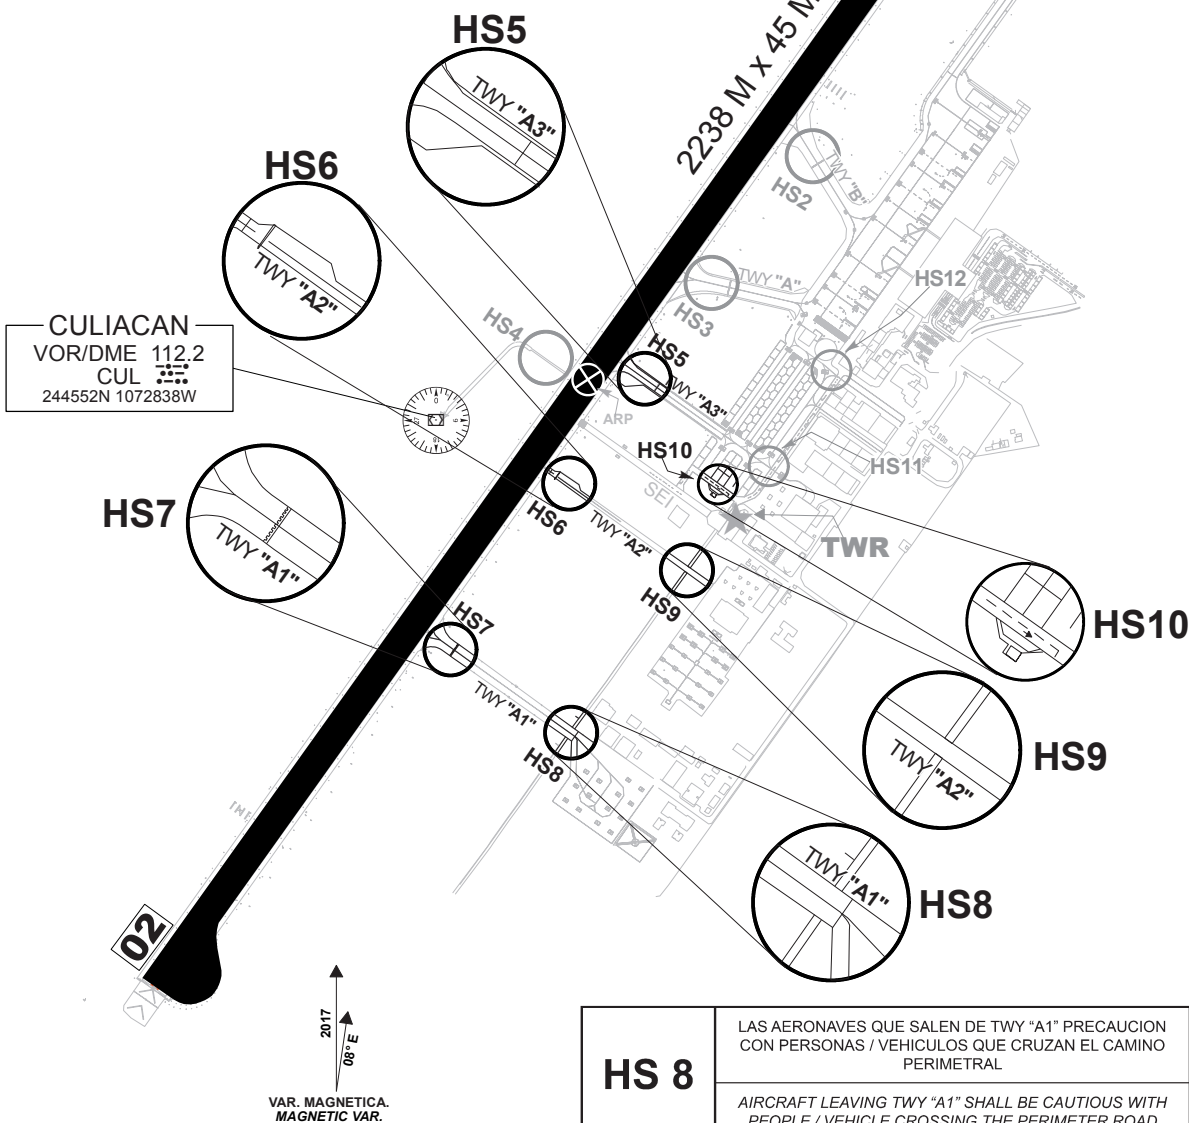 HS5
TWY "A3"
2238 M x 45 M
HS6
TWY "A2"
HS2
TWY "B"
HS12
TWY "A"
HS3
HS4
CULIACAN
VOR/DME 112.2
CUL
244552N 1072838W
HS5
TWY "A3"
ARP
HS10
HS11
SEI
HS6
TWY "A2"
TWR
HS7
TWY "A1"
HS9
HS7
HS10
TWY "A1"
HS8
TWY "A2"
HS9
TWY "A1"
HS8
02
2017
08° E
VAR. MAGNETICA.
MAGNETIC VAR.
HS 8
LAS AERONAVES QUE SALEN DE TWY “A1” PRECAUCION
CON PERSONAS / VEHICULOS QUE CRUZAN EL CAMINO
PERIMETRAL
AIRCRAFT LEAVING TWY “A1” SHALL BE CAUTIOUS WITH
PEOPLE / VEHICLE CROSSING THE PERIMETER ROAD